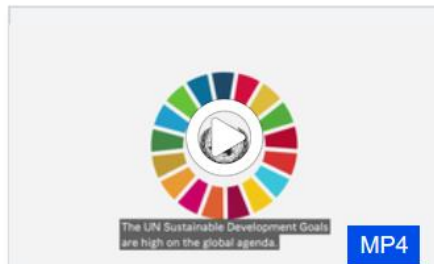 The UN Sustainable Development Goals
are high on the global agenda.
MP4